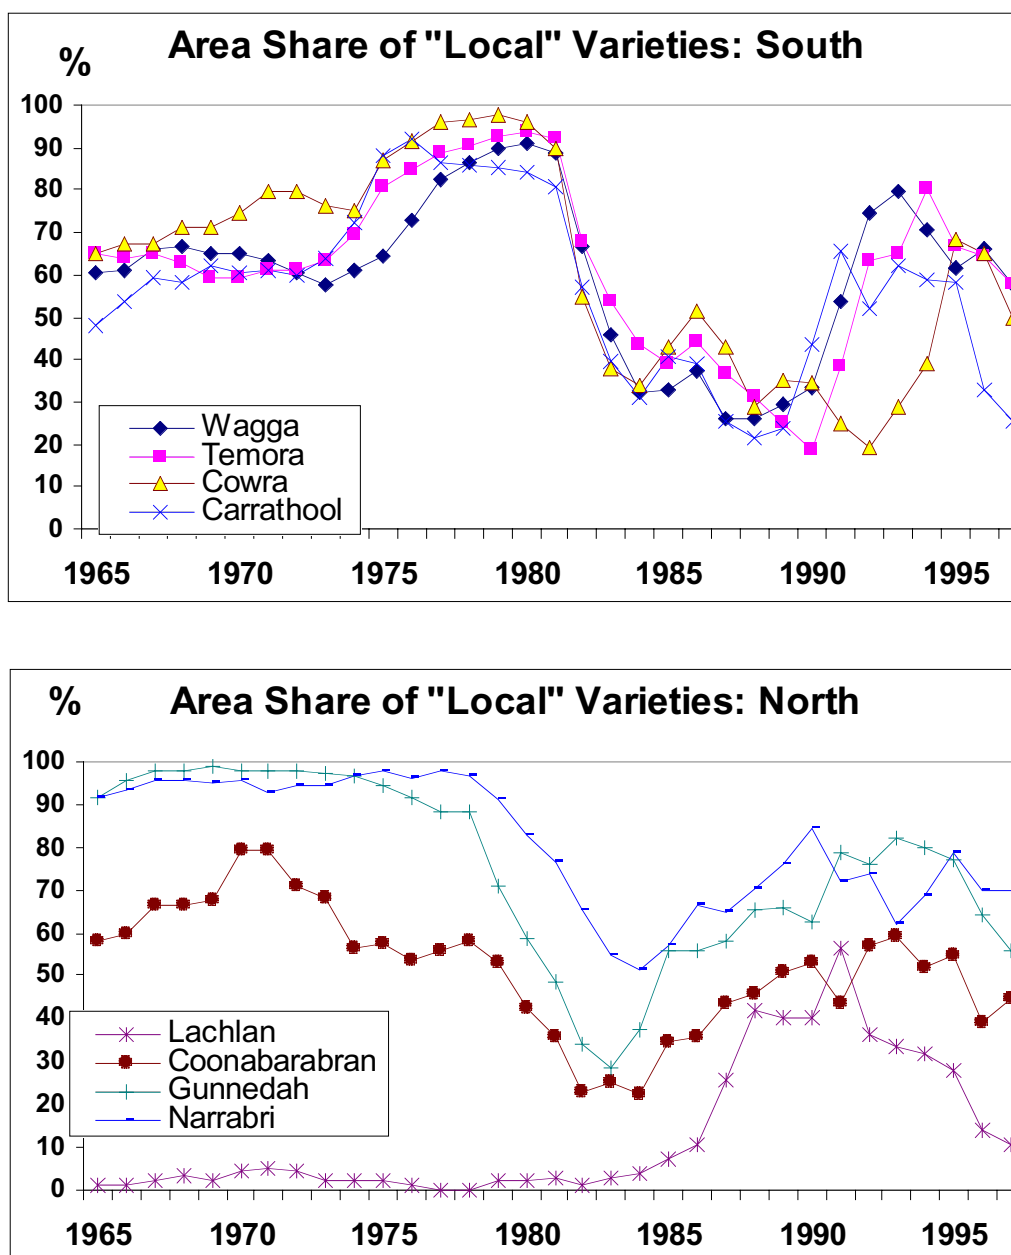 Area Share of "Local" Varieties: South
%
100
90
80
70
60
50
40
30
20
10
0
Wagga
Temora
Cowra
Carrathool
1965 1970 1975 1980 1985 1990 1995
Area Share of "Local" Varieties: North
%
100
90
80
70
60
50
40
30
20
10
0
Lachlan
Coonabarabran
Gunnedah
Narrabri
1965 1970 1975 1980 1985 1990 1995